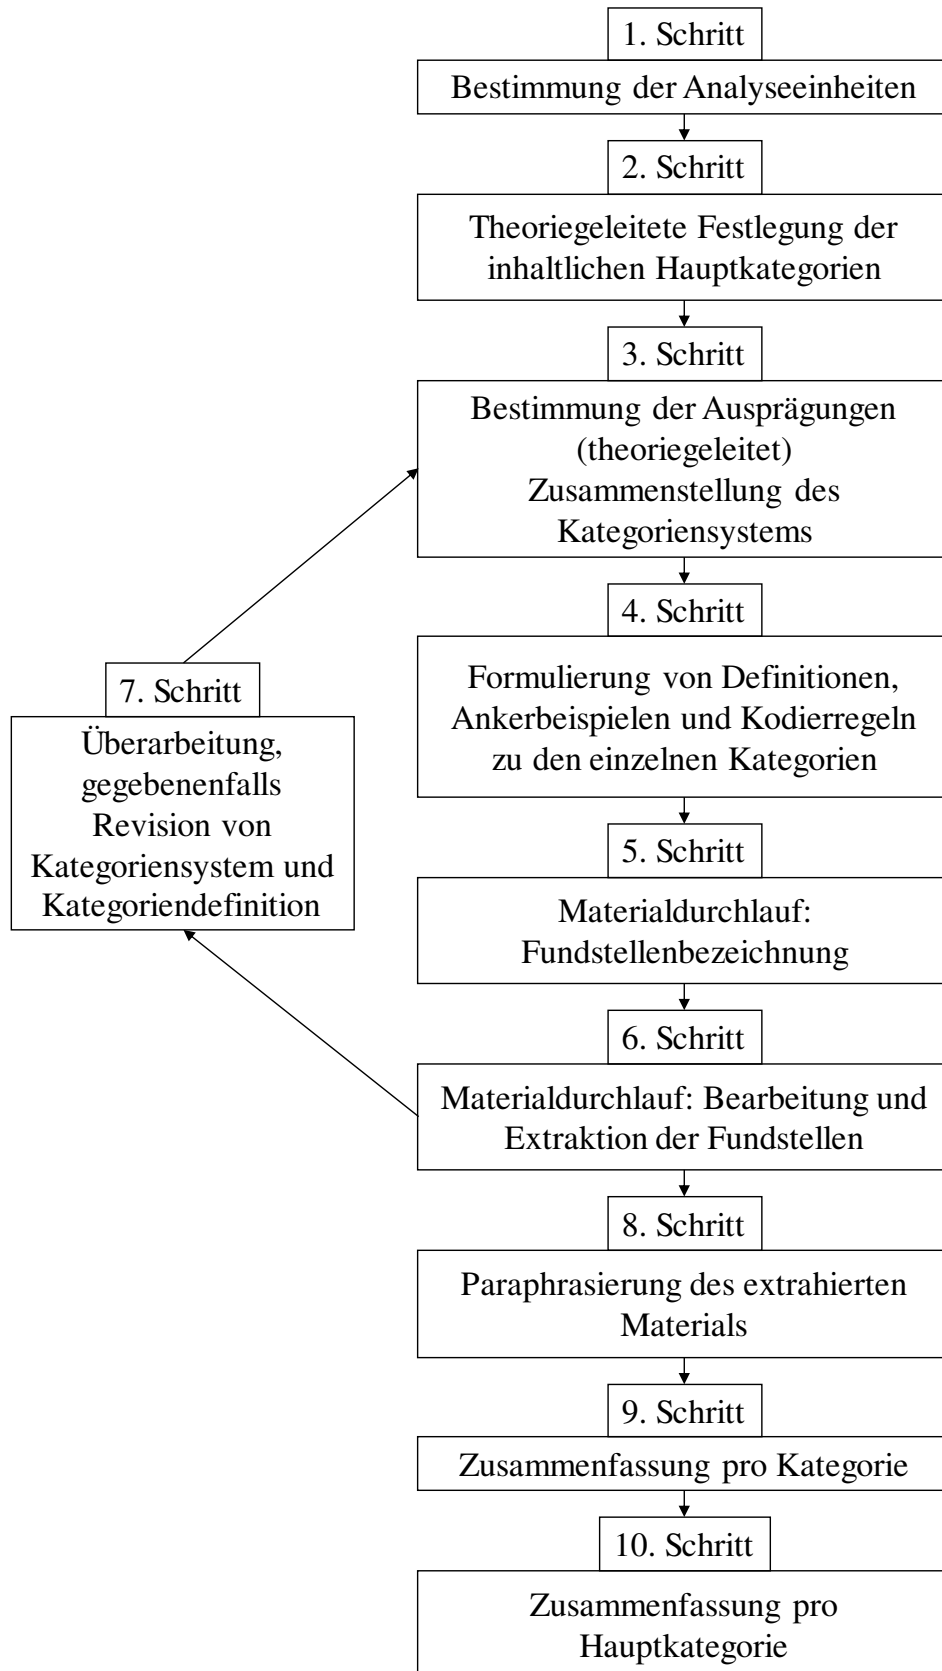 1. Schritt
Bestimmung der Analyseeinheiten
2. Schritt
Theoriegeleitete Festlegung der
inhaltlichen Hauptkategorien
3. Schritt
Bestimmung der Ausprägungen
(theoriegeleitet)
Zusammenstellung des
Kategoriensystems
4. Schritt
Formulierung von Definitionen,
Ankerbeispielen und Kodierregeln
zu den einzelnen Kategorien
5. Schritt
Materialdurchlauf:
Fundstellenbezeichnung
6. Schritt
Materialdurchlauf: Bearbeitung und
Extraktion der Fundstellen
7. Schritt
Überarbeitung,
gegebenenfalls
Revision von
Kategoriensystem und
Kategoriendefinition
8. Schritt
Paraphrasierung des extrahierten
Materials
9. Schritt
Zusammenfassung pro Kategorie
10. Schritt
Zusammenfassung pro
Hauptkategorie